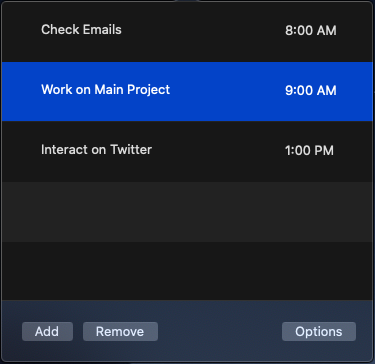 Check Emails 8:00 AM
Work on Main Project 9:00 AM
Interact on Twitter 1:00 PM
Add Remove Options